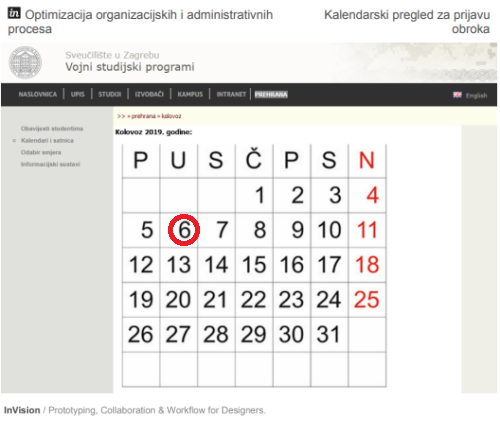 in Optimizacija organizacijskih i administrativnih procesa
Kalendarski pregled za prijavu obroka
Sveučilište u Zagrebu
Vojni studijski programi
NASLOVNICA | UPIS | STUDIJI | IZVOĐAČI | KAMPUS | INTRANET | PREHRANA
English
>> » prehrana » kolovoz
Obavijesti studentima
Kalendari i satnica
Odabir smjera
Informacijski sustavi
Kolovoz 2019. godine:
P U S Č P S N
1 2 3 4
5 6 7 8 9 10 11
12 13 14 15 16 17 18
19 20 21 22 23 24 25
26 27 28 29 30 31
InVision / Prototyping, Collaboration & Workflow for Designers.